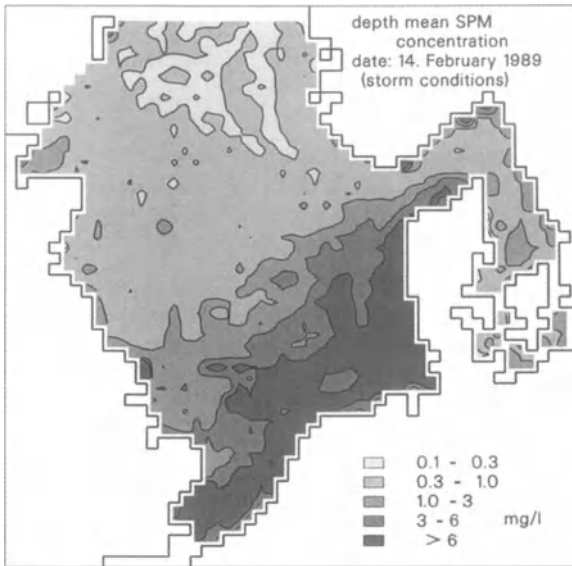 depth mean SPM
concentration
date: 14. February 1989
(storm conditions)
0.1 - 0.3
0.3 - 1.0
1.0 - 3
3 - 6 mg/l
> 6